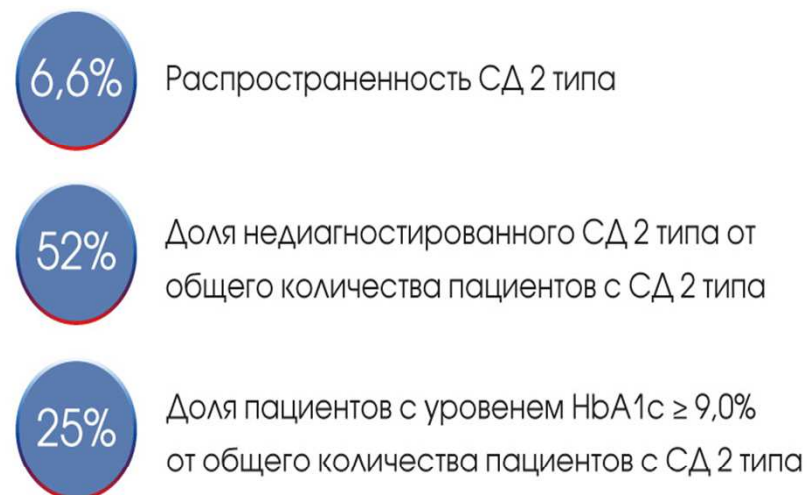 6,6%
Распространенность СД 2 типа
52%
Доля недиагностированного СД 2 типа от
общего количества пациентов с СД 2 типа
25%
Доля пациентов с уровенем HbA1c ≥ 9,0%
от общего количества пациентов с СД 2 типа